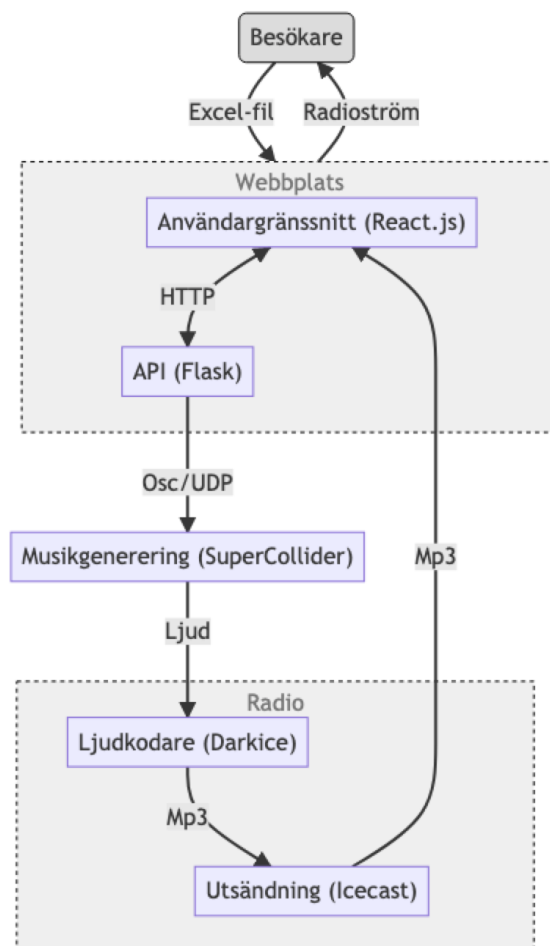 Besökare
Excel-fil
Radioström
Webbplats
Användargränssnitt (React.js)
HTTP
API (Flask)
Osc/UDP
Musikgenerering (SuperCollider)
Mp3
Ljud
Radio
Ljudkodare (Darkice)
Mp3
Utsändning (Icecast)